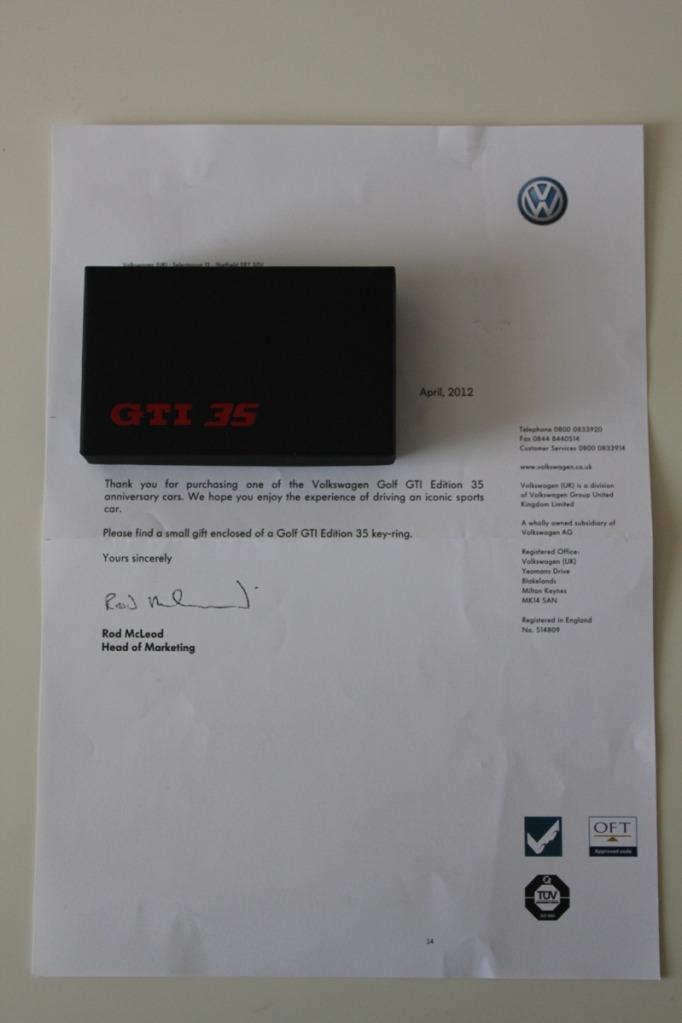 GTI 35
April, 2012
Telephone 0800 0833920
Fax 0844 8440514
Customer Services 0800 0833914
www.volkswagen.co.uk
Volkswagen (UK) is a division
of Volkswagen Group United
Kingdom Limited
A wholly owned subsidiary of
Volkswagen AG
Registered Office:
Volkswagen (UK)
Yeomans Drive
Blakelands
Milton Keynes
MK14 5AN
Registered in England
No. 514809
Thank you for purchasing one of the Volkswagen Golf GTI Edition 35
anniversary cars. We hope you enjoy the experience of driving an iconic sports
car.
Please find a small gift enclosed of a Golf GTI Edition 35 key-ring.
Yours sincerely
Rod McLeod
Head of Marketing
OFT
Approved code
TÜV